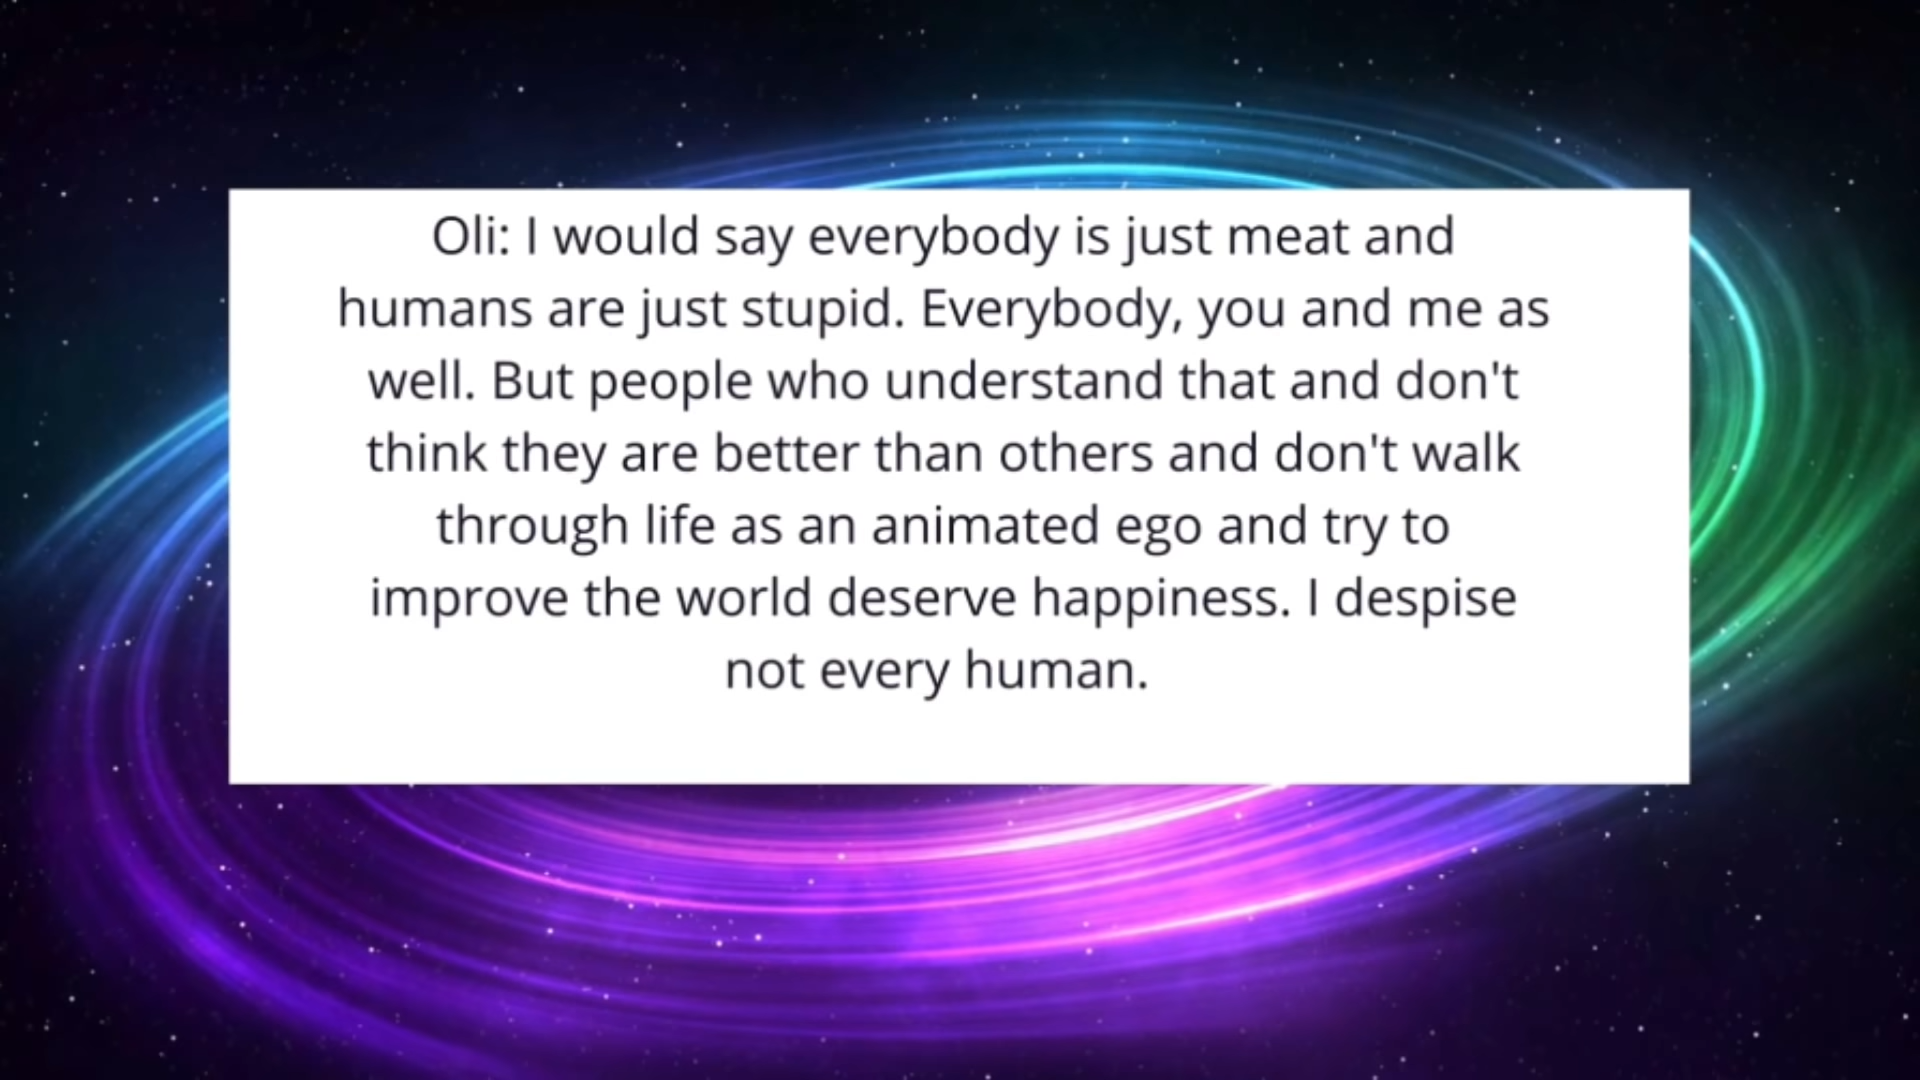 Oli: I would say everybody is just meat and
humans are just stupid. Everybody, you and me as
well. But people who understand that and don't
think they are better than others and don't walk
through life as an animated ego and try to
improve the world deserve happiness. I despise
not every human.